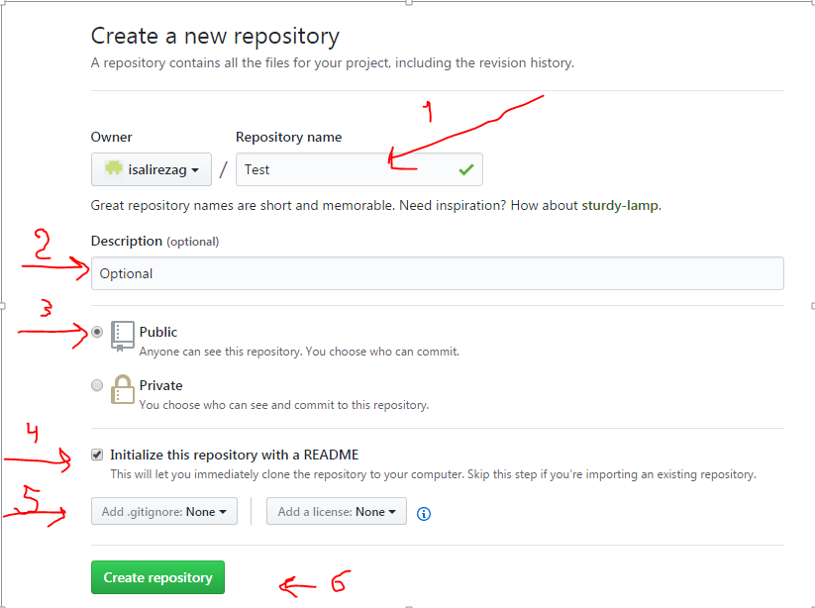 Create a new repository
A repository contains all the files for your project, including the revision history.
1
Owner Repository name
isalirezag / Test
Great repository names are short and memorable. Need inspiration? How about sturdy-lamp.
2
Description (optional)
Optional
3
Public
Anyone can see this repository. You choose who can commit.
Private
You choose who can see and commit to this repository.
4
Initialize this repository with a README
This will let you immediately clone the repository to your computer. Skip this step if you're importing an existing repository.
5
Add .gitignore: None Add a license: None i
Create repository 6